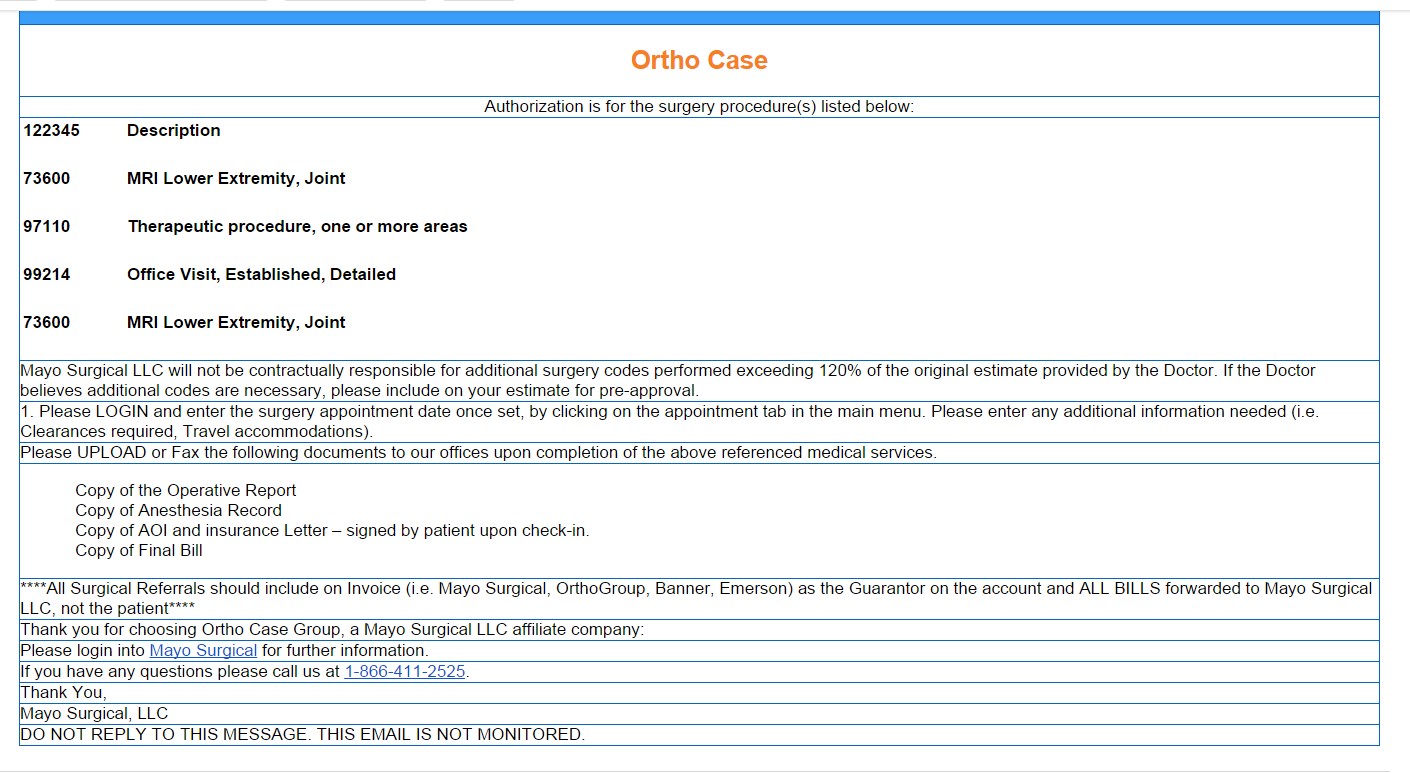 Ortho Case
Authorization is for the surgery procedure(s) listed below:
122345 Description
73600 MRI Lower Extremity, Joint
97110 Therapeutic procedure, one or more areas
99214 Office Visit, Established, Detailed
73600 MRI Lower Extremity, Joint
Mayo Surgical LLC will not be contractually responsible for additional surgery codes performed exceeding 120% of the original estimate provided by the Doctor. If the Doctor
believes additional codes are necessary, please include on your estimate for pre-approval.
1. Please LOGIN and enter the surgery appointment date once set, by clicking on the appointment tab in the main menu. Please enter any additional information needed (i.e.
Clearances required, Travel accommodations).
Please UPLOAD or Fax the following documents to our offices upon completion of the above referenced medical services.
Copy of the Operative Report
Copy of Anesthesia Record
Copy of AOI and insurance Letter – signed by patient upon check-in.
Copy of Final Bill
****All Surgical Referrals should include on Invoice (i.e. Mayo Surgical, OrthoGroup, Banner, Emerson) as the Guarantor on the account and ALL BILLS forwarded to Mayo Surgical
LLC, not the patient****
Thank you for choosing Ortho Case Group, a Mayo Surgical LLC affiliate company:
Please login into Mayo Surgical for further information.
If you have any questions please call us at 1-866-411-2525.
Thank You,
Mayo Surgical, LLC
DO NOT REPLY TO THIS MESSAGE. THIS EMAIL IS NOT MONITORED.